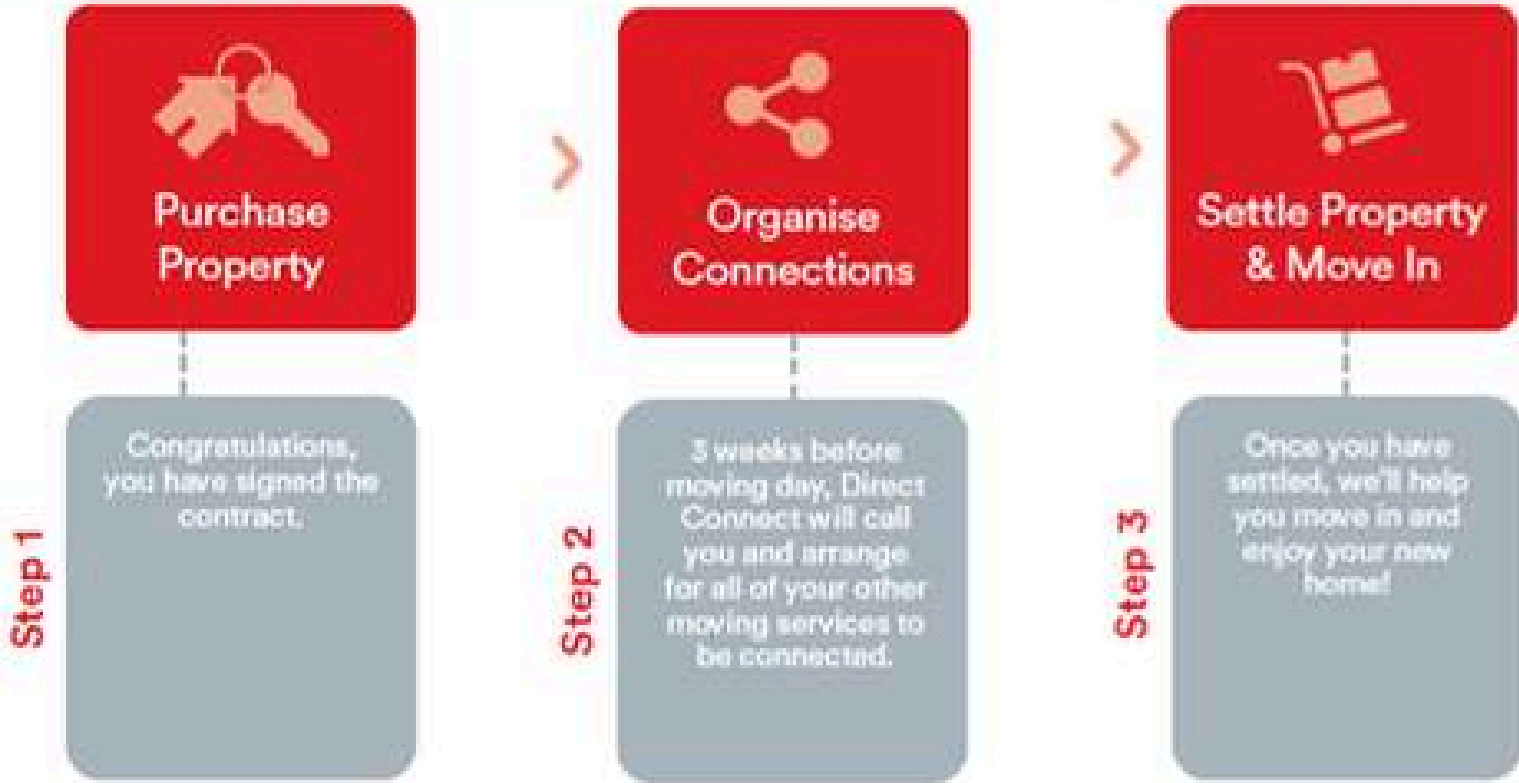 Purchase
Property
Organise
Connections
Settle Property
& Move In
Step 1
Congratulations,
you have signed the
contract.
Step 2
3 weeks before
moving day, Direct
Connect will call
you and arrange
for all of your other
moving services to
be connected.
Step 3
Once you have
settled, we'll help
you move in and
enjoy your new
home!